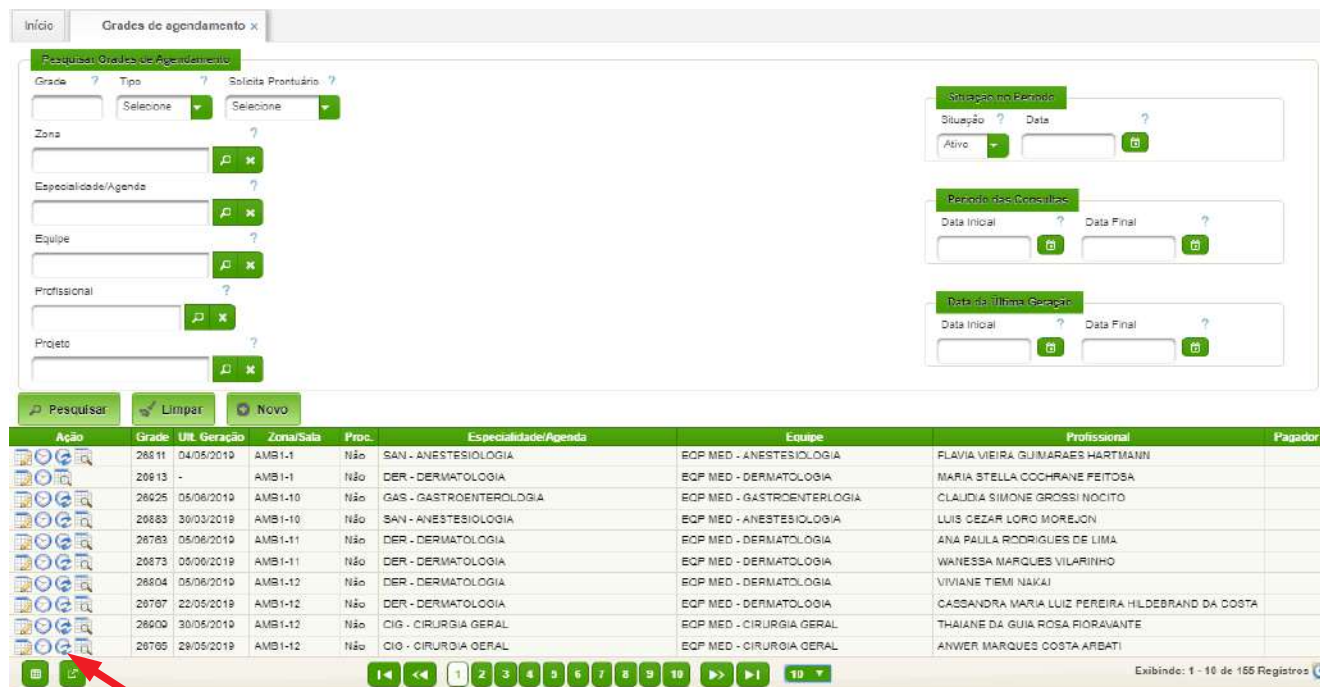 Início Grades de agendamento x
Pesquisar Grades de Agendamento
Grade ? Tipo ? Solicita Prontuário ?
Selecione Selecione
Situação no Período
Situação ? Data ?
Ativo
Zona ?
Especialidade/Agenda ?
Período das Consultas
Data Inicial ? Data Final ?
Equipe ?
Profissional ?
Data da Última Geração
Data Inicial ? Data Final ?
Projeto ?
Pesquisar Limpar Novo
Ação Grade Ult. Geração Zona/Sala Proc. Especialidade/Agenda Equipe Profissional Pagador
26811 04/05/2019 AMB1-1 Não SAN - ANESTESIOLOGIA EQP MED - ANESTESIOLOGIA FLAVIA VIEIRA GUIMARAES HARTMANN
26913 - AMB1-1 Não DER - DERMATOLOGIA EQP MED - DERMATOLOGIA MARIA STELLA COCHRANE FEITOSA
26925 05/06/2019 AMB1-10 Não GAS - GASTROENTEROLOGIA EQP MED - GASTROENTERLOGIA CLAUDIA SIMONE GROSSI NOCITO
26883 30/03/2019 AMB1-10 Não SAN - ANESTESIOLOGIA EQP MED - ANESTESIOLOGIA LUIS CEZAR LORO MOREJON
26763 05/06/2019 AMB1-11 Não DER - DERMATOLOGIA EQP MED - DERMATOLOGIA ANA PAULA RODRIGUES DE LIMA
26873 05/06/2019 AMB1-11 Não DER - DERMATOLOGIA EQP MED - DERMATOLOGIA WANESSA MARQUES VILARINHO
26804 05/06/2019 AMB1-12 Não DER - DERMATOLOGIA EQP MED - DERMATOLOGIA VIVIANE TIEMI NAKAI
26767 22/05/2019 AMB1-12 Não DER - DERMATOLOGIA EQP MED - DERMATOLOGIA CASSANDRA MARIA LUIZ PEREIRA HILDEBRAND DA COSTA
26909 30/05/2019 AMB1-12 Não CIG - CIRURGIA GERAL EQP MED - CIRURGIA GERAL THAIANE DA GUIA ROSA FIORAVANTE
26765 29/05/2019 AMB1-12 Não CIG - CIRURGIA GERAL EQP MED - CIRURGIA GERAL ANWER MARQUES COSTA ARBATI
1 2 3 4 5 6 7 8 9 10 10 Exibindo: 1 - 10 de 155 Registros